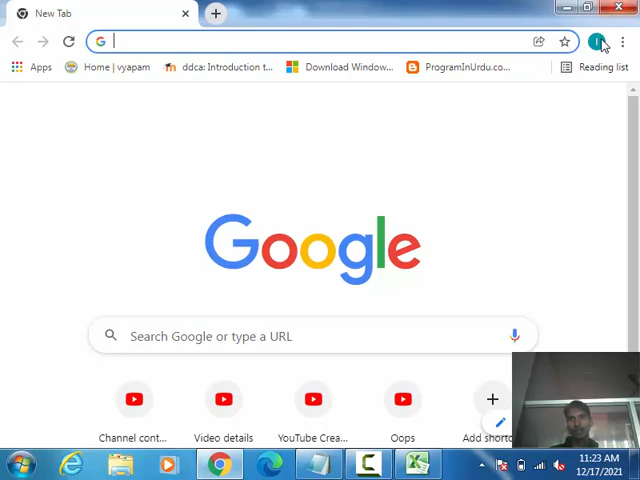 New Tab
Apps
Home | vyapam
ddca: Introduction t...
Download Window...
ProgramInUrdu.co...
Reading list
Google
Search Google or type a URL
Channel cont...
Video details
YouTube Crea...
Oops
Add shortc
11:23 AM
12/17/2021